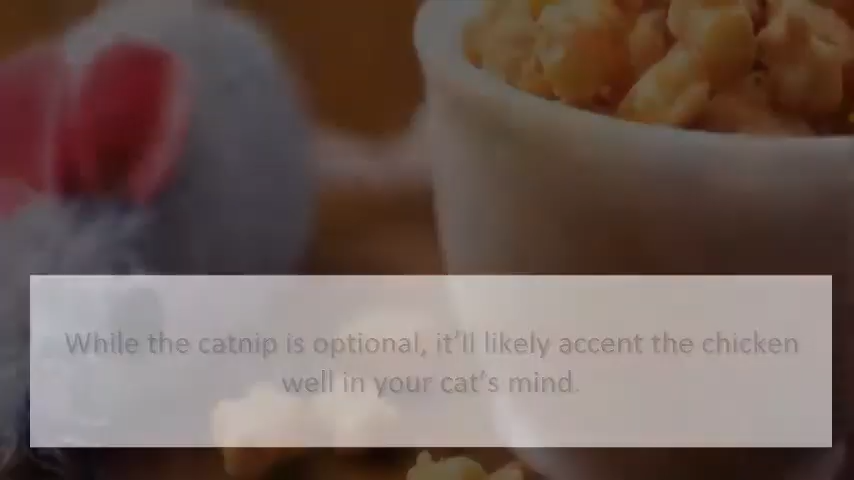 While the catnip is optional, it'll likely accent the chicken
well in your cat's mind.